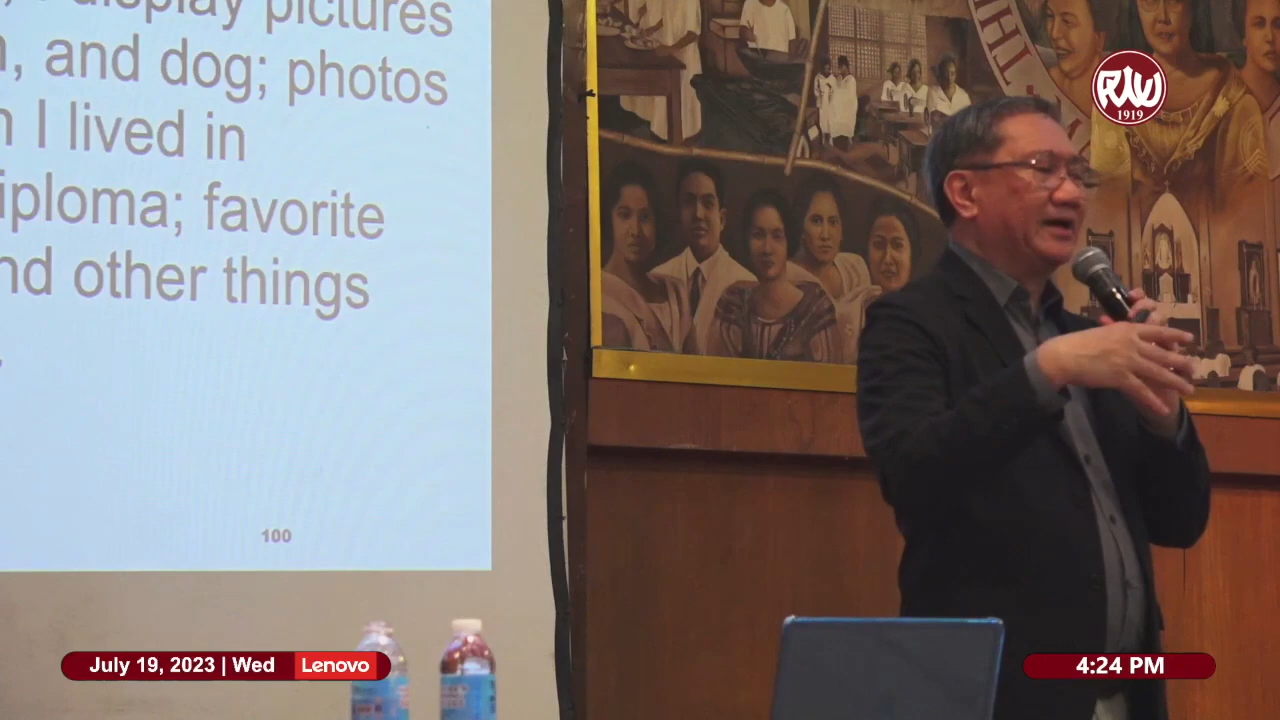 display pictures
, and dog; photos
I lived in
iploma; favorite
nd other things
100
PWU
1919
July 19, 2023 | Wed
Lenovo
4:24 PM